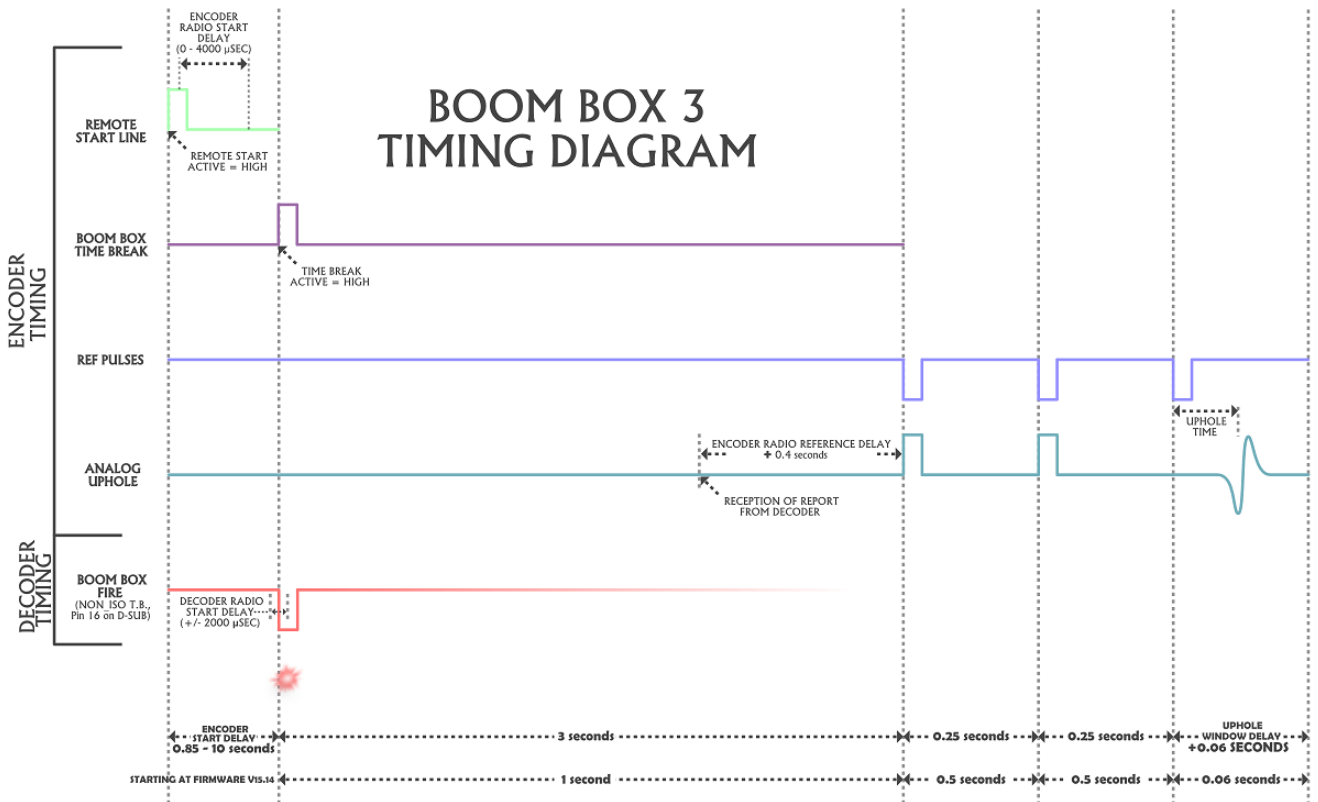 ENCODER
RADIO START
DELAY
(0 - 4000 µSEC)
BOOM BOX 3
TIMING DIAGRAM
REMOTE
START LINE
REMOTE START
ACTIVE = HIGH
BOOM BOX
TIME BREAK
TIME BREAK
ACTIVE = HIGH
ENCODER
TIMING
REF PULSES
UPHOLE
TIME
ANALOG
UPHOLE
ENCODER RADIO REFERENCE DELAY
+ 0.4 seconds
RECEPTION OF REPORT
FROM DECODER
DECODER
TIMING
BOOM BOX
FIRE
(NON_ISO T.B.,
Pin 16 on D-SUB)
DECODER RADIO
START DELAY
(+/- 2000 µSEC)
ENCODER
START DELAY
0.85 - 10 seconds
3 seconds
0.25 seconds
0.25 seconds
UPHOLE
WINDOW DELAY
+0.06 SECONDS
STARTING AT FIRMWARE V15.14
1 second
0.5 seconds
0.5 seconds
0.06 seconds